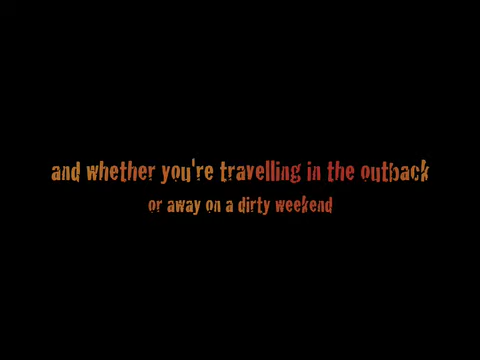 and whether you're travelling in the outback
or away on a dirty weekend